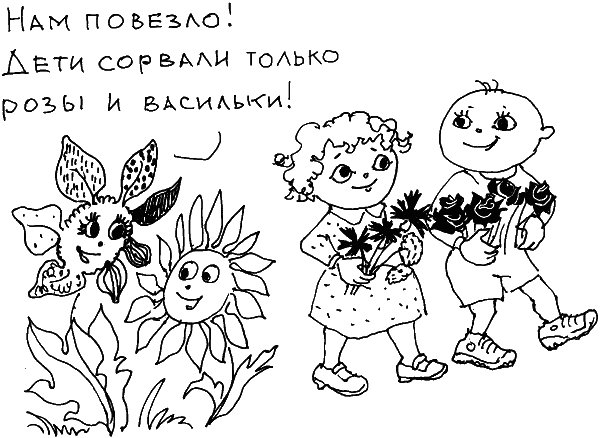 Нам повезло!
Дети сорвали только
розы и васильки!